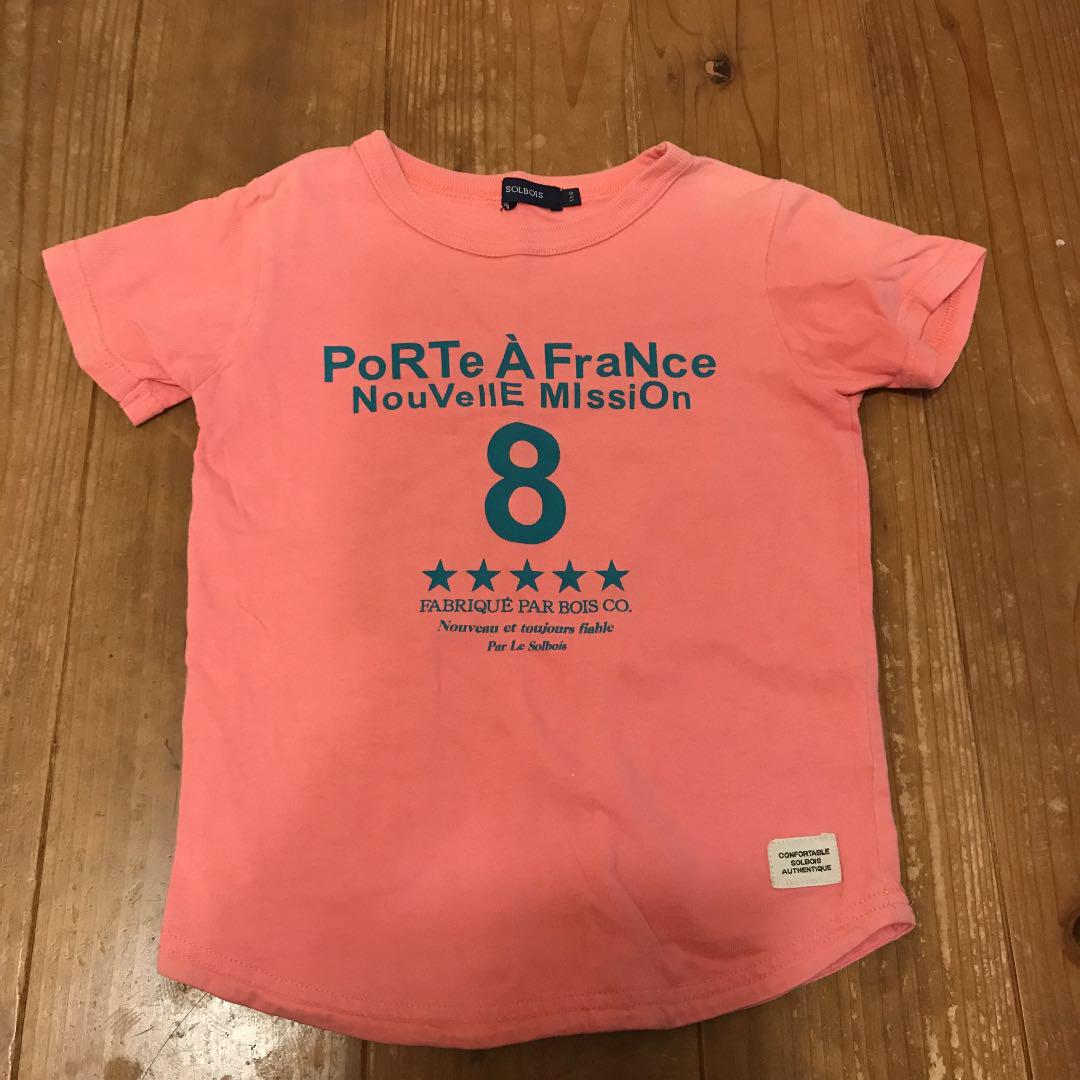 SOLBOIS
110
PoRTe À FraNce
NouVellE MIssiOn
8
★★★★★
FABRIQUÉ PAR BOIS CO.
Nouveau et toujours fiable
Par Le Solbois
CONFORTABLE
SOLBOIS
AUTHENTIQUE